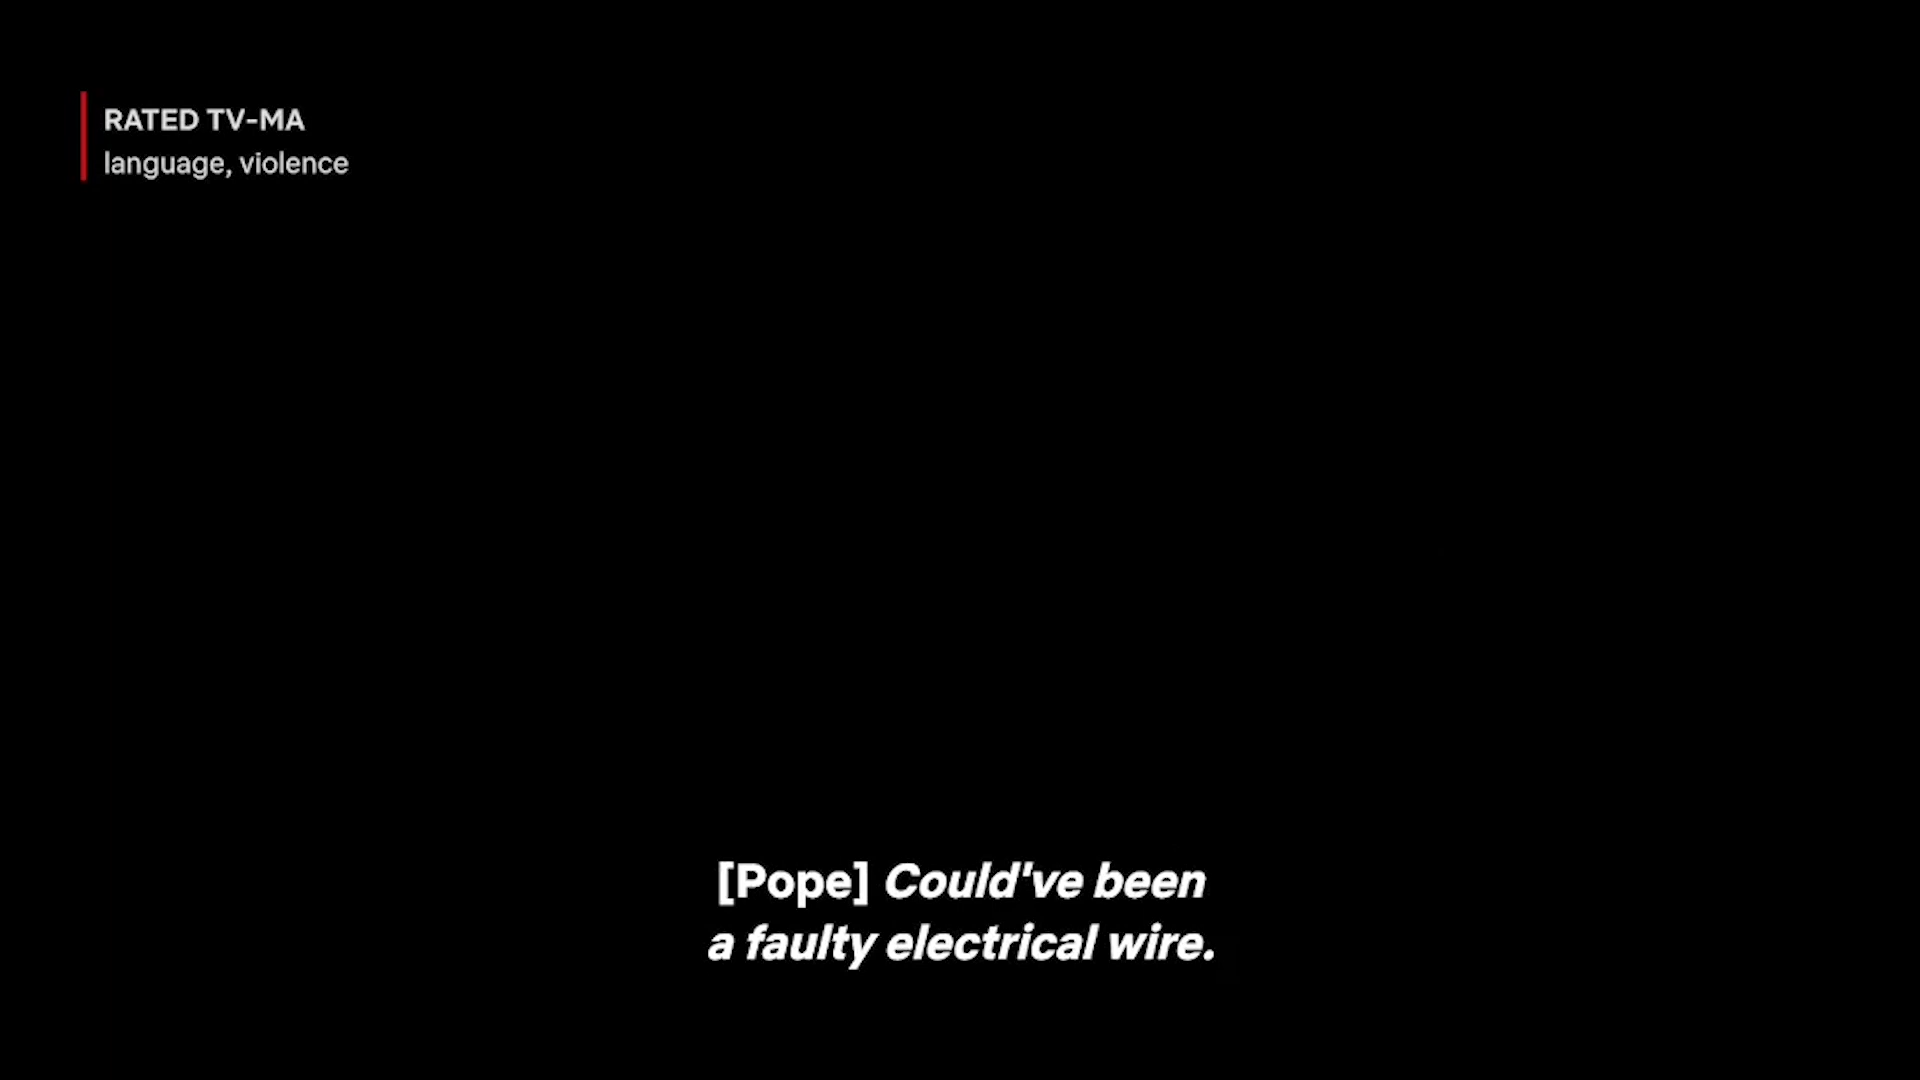 RATED TV-MA
language, violence
[Pope] Could've been
a faulty electrical wire.